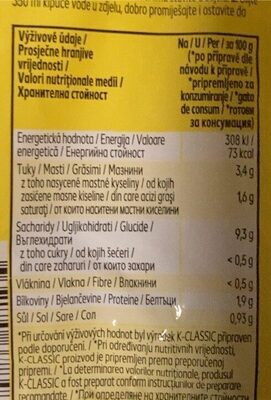 350 ml kipuće vode u zdjelu, dobro promiješajte i ostavite da
Výživové údaje /
Prosječne hranjive
vrijednosti /
Valori nutriționale medii /
Хранителна стойност
Na / U / Per / за 100 g
(*po přípravě dle
návodu k přípravě /
*pripremljeno za
konzumiranje / *gata
de consum / *готови
за консумация)
Energetická hodnota / Energija / Valoare
energetică / Енергийна стойност
308 kJ /
73 kcal
Tuky / Masti / Grăsimi / Мазнини
3,4 g
z toho nasycené mastné kyseliny / od kojih
zasićene masne kiseline / din care acizi grași
saturați / от които наситени мастни киселини
1,6 g
Sacharidy / Ugljikohidrati / Glucide /
Въглехидрати
9,3 g
z toho cukry / od kojih šećeri /
din care zaharuri / от които захари
< 0,5 g
Vláknina / Vlakna / Fibre / Влакнини
< 0,5 g
Bílkoviny / Bjelančevine / Proteine / Белтъци
1,9 g
Sůl / Sol / Sare / Сол
0,93 g
*Při určování výživových hodnot byl výrobek K-CLASSIC připraven
podle doporučení. / *Pri određivanju nutritivnih vrijednosti,
K-CLASSIC proizvod je pripremljen prema preporučenoj
pripremi. / *La determinarea valorilor nutriționale, produsul
K-CLASSIC a fost preparat conform instrucțiunilor de preparare
recomandate. / *При определяне на хранителните стойности